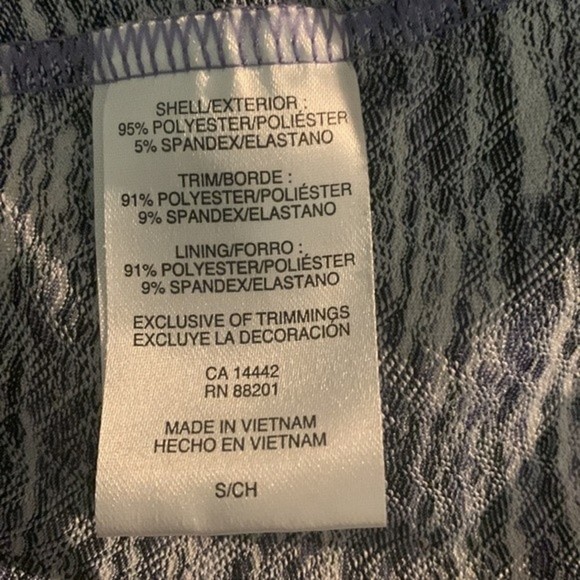 SHELL/EXTERIOR :
95% POLYESTER/POLIÉSTER
5% SPANDEX/ELASTANO
TRIM/BORDE :
91% POLYESTER/POLIÉSTER
9% SPANDEX/ELASTANO
LINING/FORRO :
91% POLYESTER/POLIÉSTER
9% SPANDEX/ELASTANO
EXCLUSIVE OF TRIMMINGS
EXCLUYE LA DECORACIÓN
CA 14442
RN 88201
MADE IN VIETNAM
HECHO EN VIETNAM
S/CH